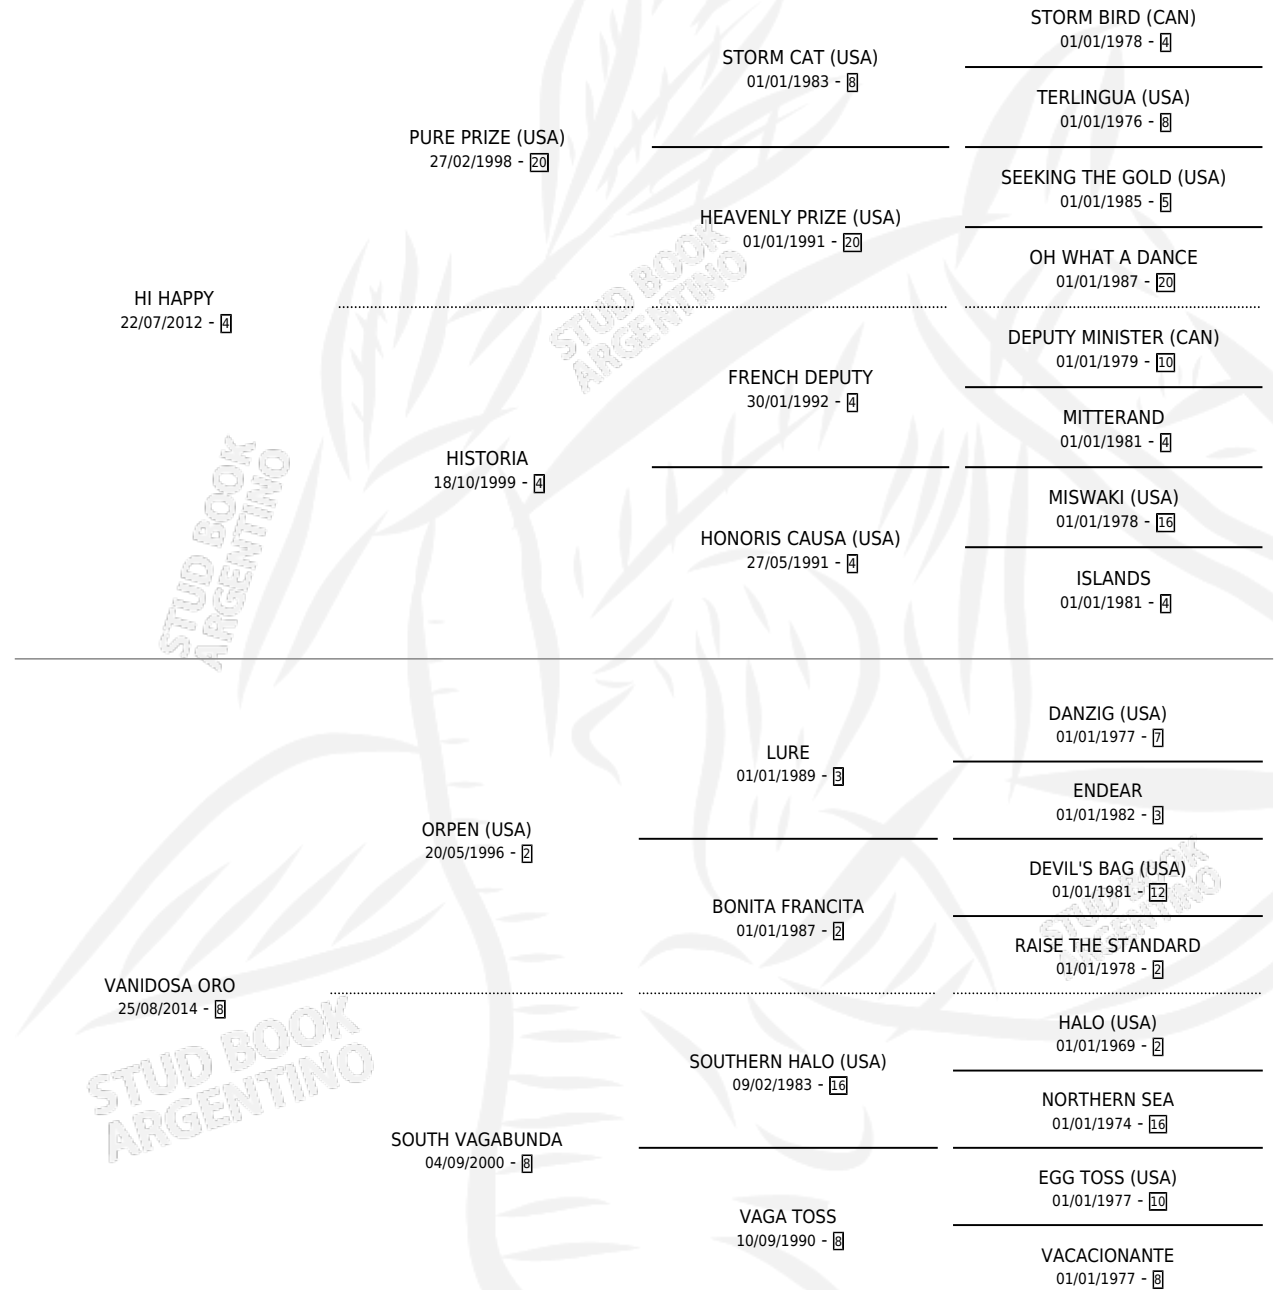 STORM BIRD (CAN)
01/01/1978 - 4
STORM CAT (USA)
01/01/1983 - 8
TERLINGUA (USA)
01/01/1976 - 8
PURE PRIZE (USA)
27/02/1998 - 20
SEEKING THE GOLD (USA)
01/01/1985 - 5
HEAVENLY PRIZE (USA)
01/01/1991 - 20
OH WHAT A DANCE
01/01/1987 - 20
HI HAPPY
22/07/2012 - 4
DEPUTY MINISTER (CAN)
01/01/1979 - 10
FRENCH DEPUTY
30/01/1992 - 4
MITTERAND
01/01/1981 - 4
HISTORIA
18/10/1999 - 4
MISWAKI (USA)
01/01/1978 - 16
HONORIS CAUSA (USA)
27/05/1991 - 4
ISLANDS
01/01/1981 - 4
DANZIG (USA)
01/01/1977 - 7
LURE
01/01/1989 - 3
ENDEAR
01/01/1982 - 3
ORPEN (USA)
20/05/1996 - 2
DEVIL'S BAG (USA)
01/01/1981 - 12
BONITA FRANCITA
01/01/1987 - 2
RAISE THE STANDARD
01/01/1978 - 2
VANIDOSA ORO
25/08/2014 - 8
HALO (USA)
01/01/1969 - 2
SOUTHERN HALO (USA)
09/02/1983 - 16
NORTHERN SEA
01/01/1974 - 16
SOUTH VAGABUNDA
04/09/2000 - 8
EGG TOSS (USA)
01/01/1977 - 10
VAGA TOSS
10/09/1990 - 8
VACACIONANTE
01/01/1977 - 8
STUD BOOK
ARGENTINO
STUD BOOK
ARGENTINO
STUD BOOK
ARGENTINO
STUD BOOK
ARGENTINO